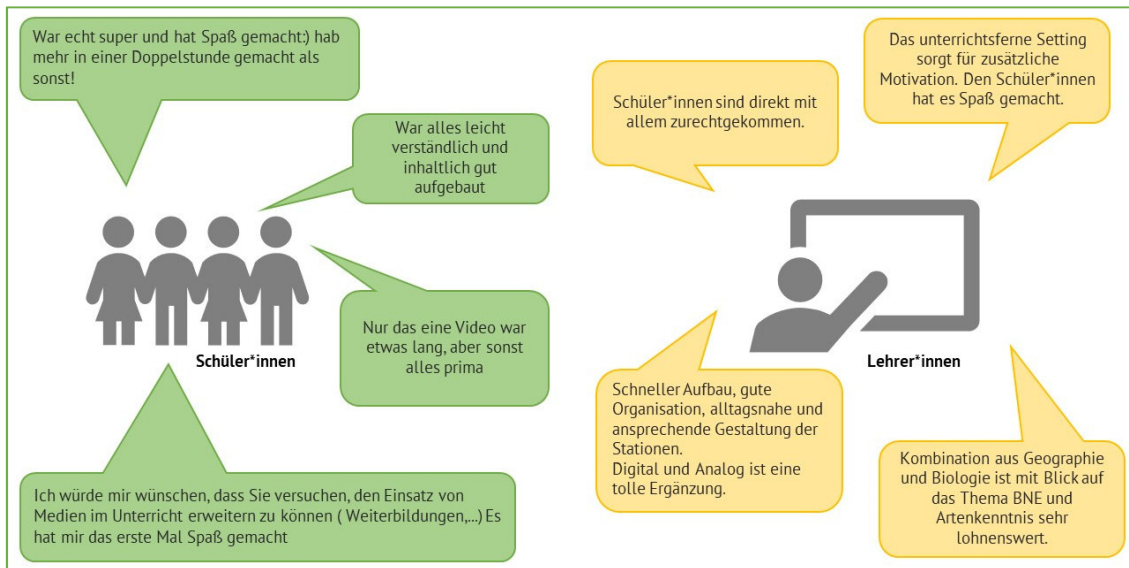 War echt super und hat Spaß gemacht:) hab
mehr in einer Doppelstunde gemacht als
sonst!
War alles leicht
verständlich und
inhaltlich gut
aufgebaut
Nur das eine Video war
etwas lang, aber sonst
alles prima
Schüler*innen
Ich würde mir wünschen, dass Sie versuchen, den Einsatz von
Medien im Unterricht erweitern zu können ( Weiterbildungen,...) Es
hat mir das erste Mal Spaß gemacht
Schüler*innen sind direkt mit
allem zurechtgekommen.
Das unterrichtsferne Setting
sorgt für zusätzliche
Motivation. Den Schüler*innen
hat es Spaß gemacht.
Lehrer*innen
Schneller Aufbau, gute
Organisation, alltagsnahe und
ansprechende Gestaltung der
Stationen.
Digital und Analog ist eine
tolle Ergänzung.
Kombination aus Geographie
und Biologie ist mit Blick auf
das Thema BNE und
Artenkenntnis sehr
lohnenswert.